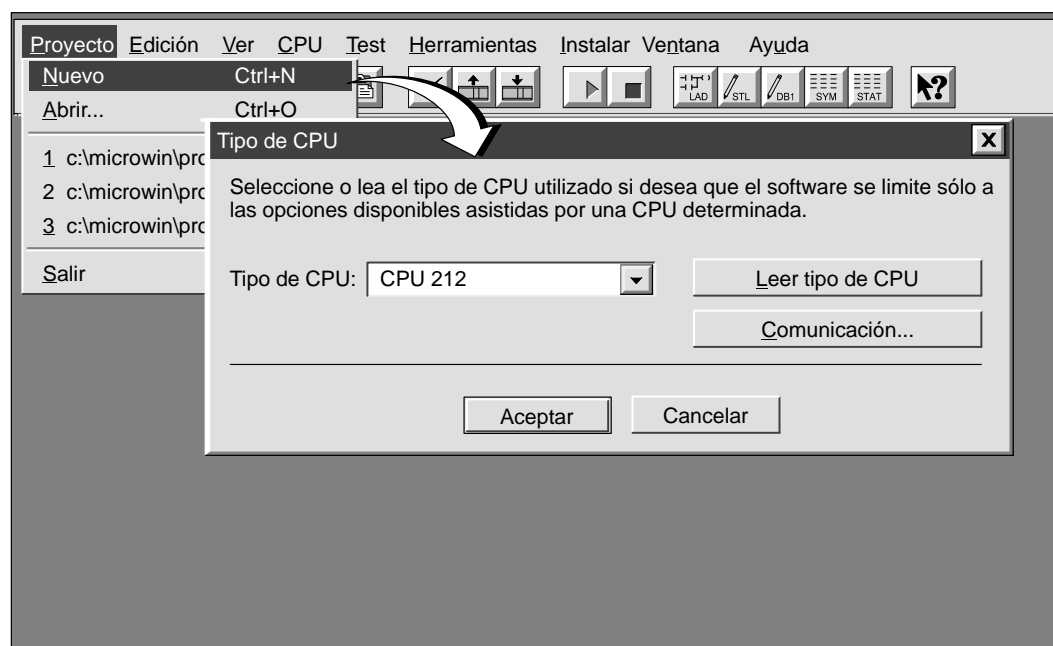 Proyecto Edición Ver CPU Test Herramientas Instalar Ventana Ayuda
Nuevo Ctrl+N
Abrir... Ctrl+O
LAD STL DB1 SYM STAT
1 c:\microwin\pro
2 c:\microwin\pro
3 c:\microwin\pro
Salir
Tipo de CPU
Seleccione o lea el tipo de CPU utilizado si desea que el software se limite sólo a
las opciones disponibles asistidas por una CPU determinada.
Tipo de CPU: CPU 212 Leer tipo de CPU
Comunicación...
Aceptar Cancelar